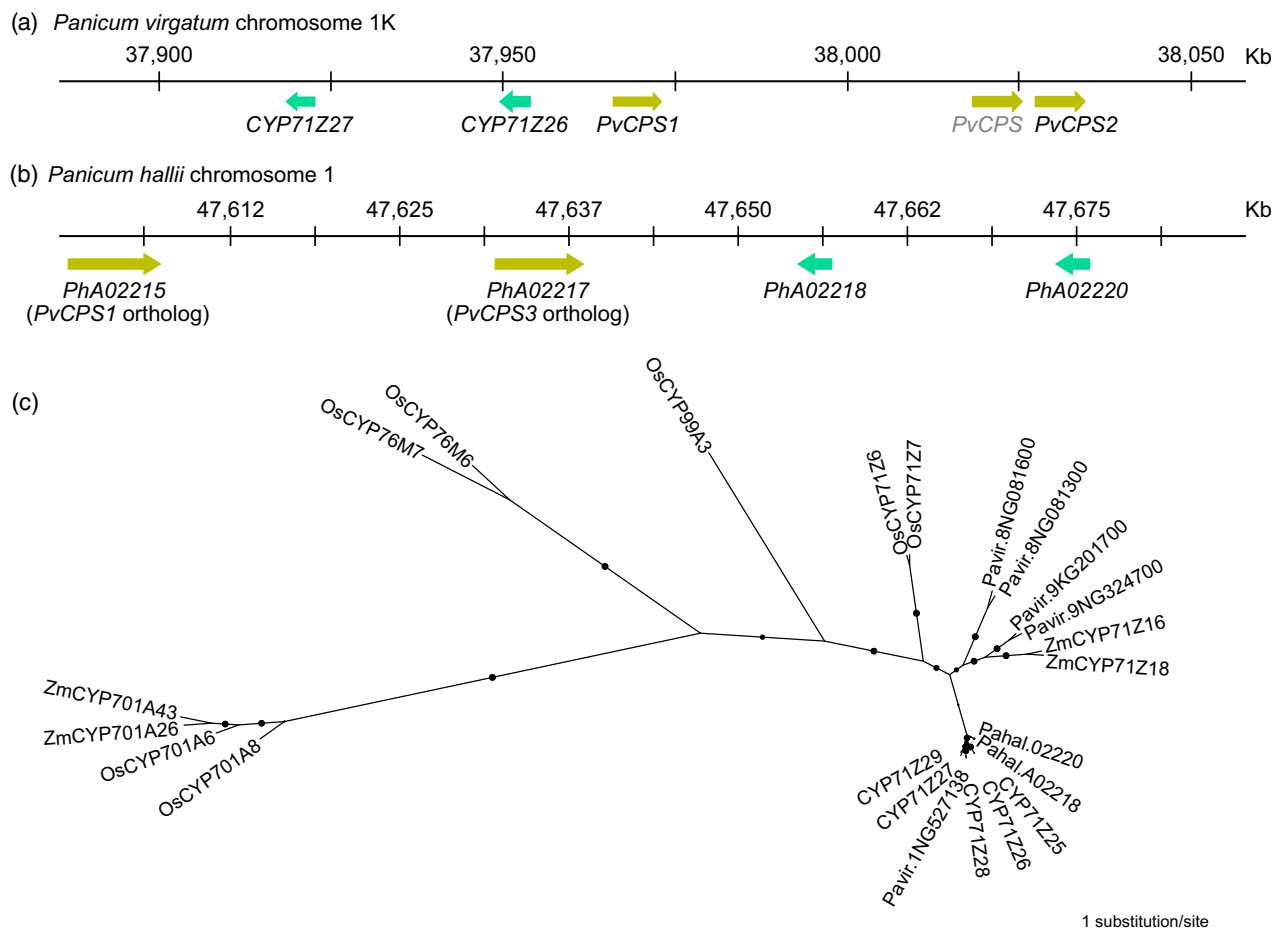 (a) Panicum virgatum chromosome 1K
37,900 37,950 38,000 38,050 Kb
CYP71Z27 CYP71Z26 PvCPS1 PvCPS PvCPS2
(b) Panicum hallii chromosome 1
47,612 47,625 47,637 47,650 47,662 47,675 Kb
PhA02215 PhA02217 PhA02218 PhA02220
(PvCPS1 ortholog) (PvCPS3 ortholog)
(c)
OsCYP76M7
OsCYP76M6
OsCYP99A3
OsCYP71Z6
OsCYP71Z7
Pavir.8NG081600
Pavir.8NG081300
Pavir.9KG201700
Pavir.9NG324700
ZmCYP71Z16
ZmCYP71Z18
ZmCYP701A43
ZmCYP701A26
OsCYP701A6
OsCYP701A8
Pahal.02220
Pahal.A02218
CYP71Z29
CYP71Z27
Pavir.1NG527138
CYP71Z28
CYP71Z26
CYP71Z25
1 substitution/site